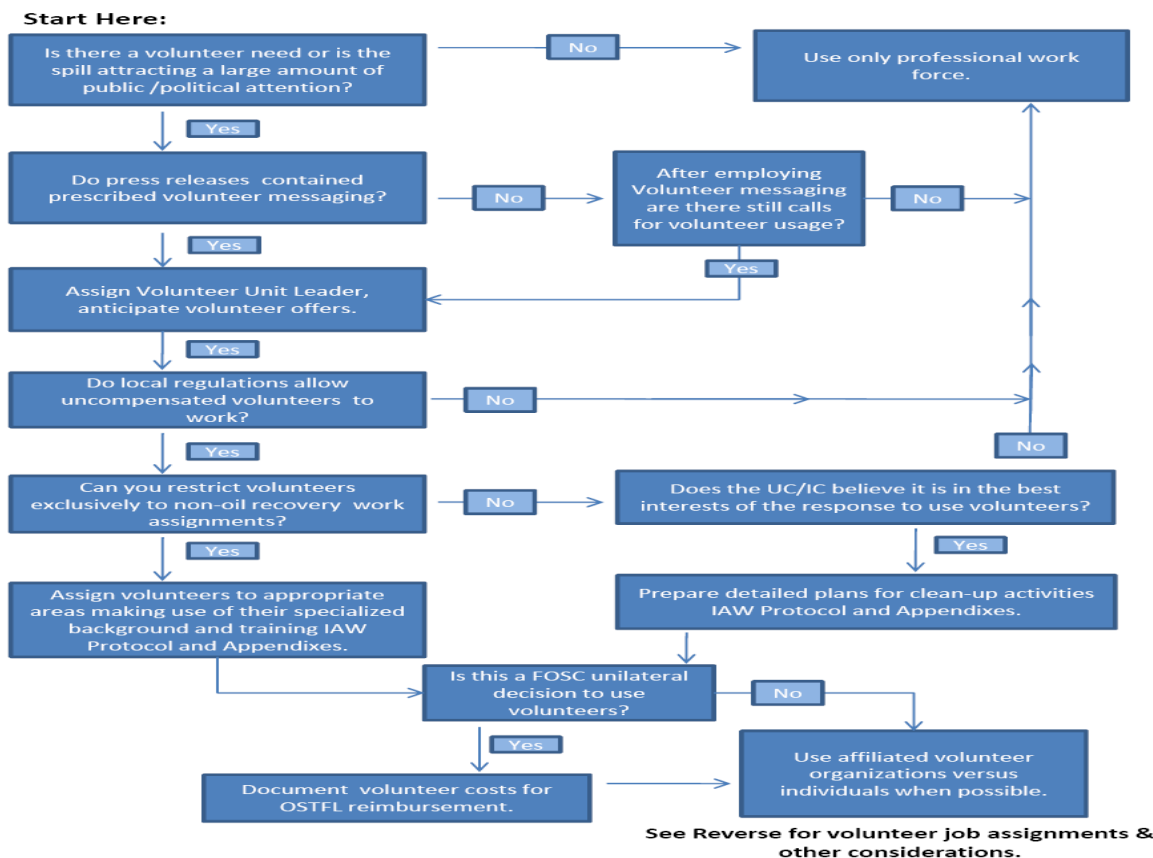 Start Here:
Is there a volunteer need or is the
spill attracting a large amount of
public /political attention?
No
Use only professional work
force.
Yes
Do press releases contained
prescribed volunteer messaging?
No
After employing
Volunteer messaging
are there still calls
for volunteer usage?
No
Yes
Yes
Assign Volunteer Unit Leader,
anticipate volunteer offers.
Yes
Do local regulations allow
uncompensated volunteers to
work?
No
Yes
No
Can you restrict volunteers
exclusively to non-oil recovery work
assignments?
No
Does the UC/IC believe it is in the best
interests of the response to use volunteers?
Yes
Yes
Assign volunteers to appropriate
areas making use of their specialized
background and training IAW
Protocol and Appendixes.
Prepare detailed plans for clean-up activities
IAW Protocol and Appendixes.
Is this a FOSC unilateral
decision to use
volunteers?
No
Yes
Document volunteer costs for
OSTFL reimbursement.
Use affiliated volunteer
organizations versus
individuals when possible.
See Reverse for volunteer job assignments &
other considerations.